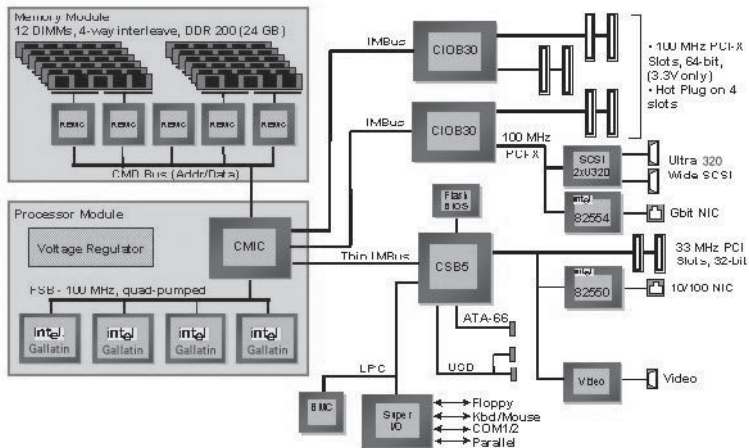 Memory Module
12 DIMMs, 4-way interleave, DDR 200 (24 GB)
REMC
REMC
REMC
REMC
REMC
CMD Bus (Addr/Data)
Processor Module
Voltage Regulator
CMIC
FSB - 100 MHz, quad-pumped
intel
Gallatin
intel
Gallatin
intel
Gallatin
intel
Gallatin
IMBus
CIOB30
IMBus
CIOB30
• 100 MHz PCI-X
Slots, 64-bit,
(3.3V only)
• Hot Plug on 4
slots
100 MHz
PCI-X
SCSI
2xU320
Ultra 320
Wide SCSI
intel
82554
Gbit NIC
Flash
BIOS
Thin IMBus
CSB5
33 MHz PCI
Slots, 32-bit
intel
82550
10/100 NIC
ATA-66
USB
LPC
BMC
Super
I/O
Floppy
Kbd/Mouse
COM1/2
Parallel
Video
Video